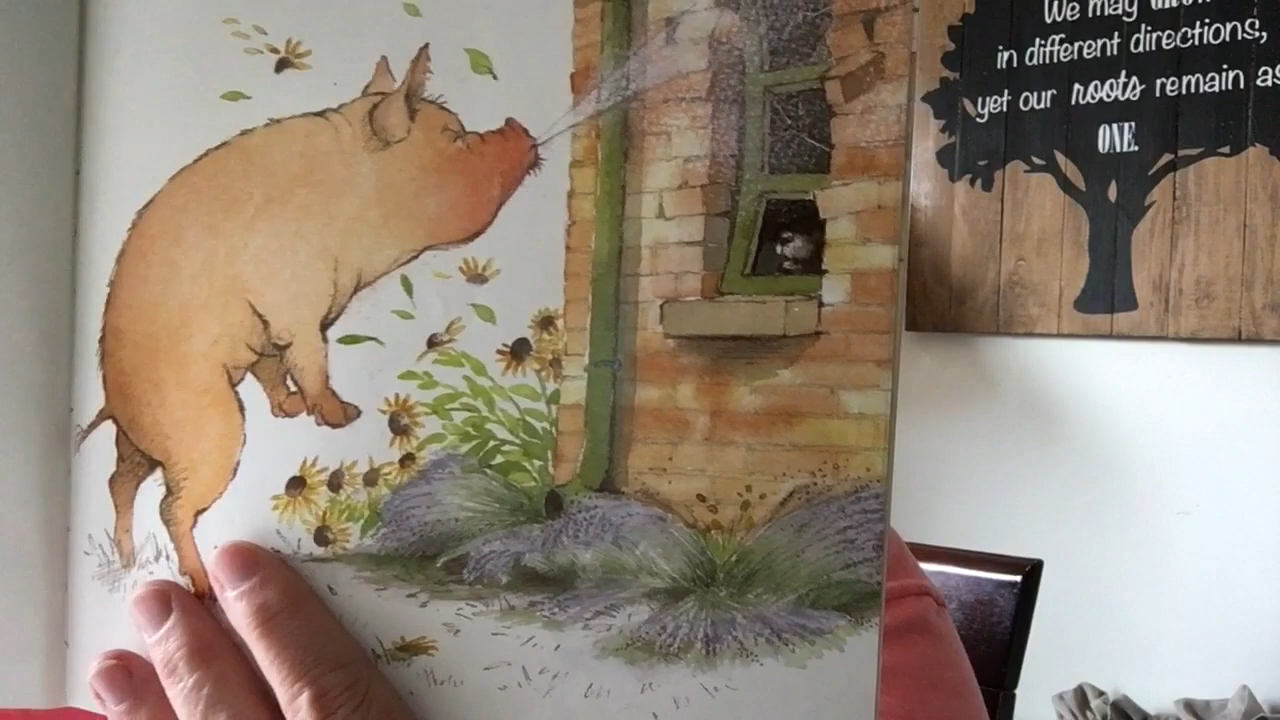 We may
in different directions,
yet our roots remain as
ONE.